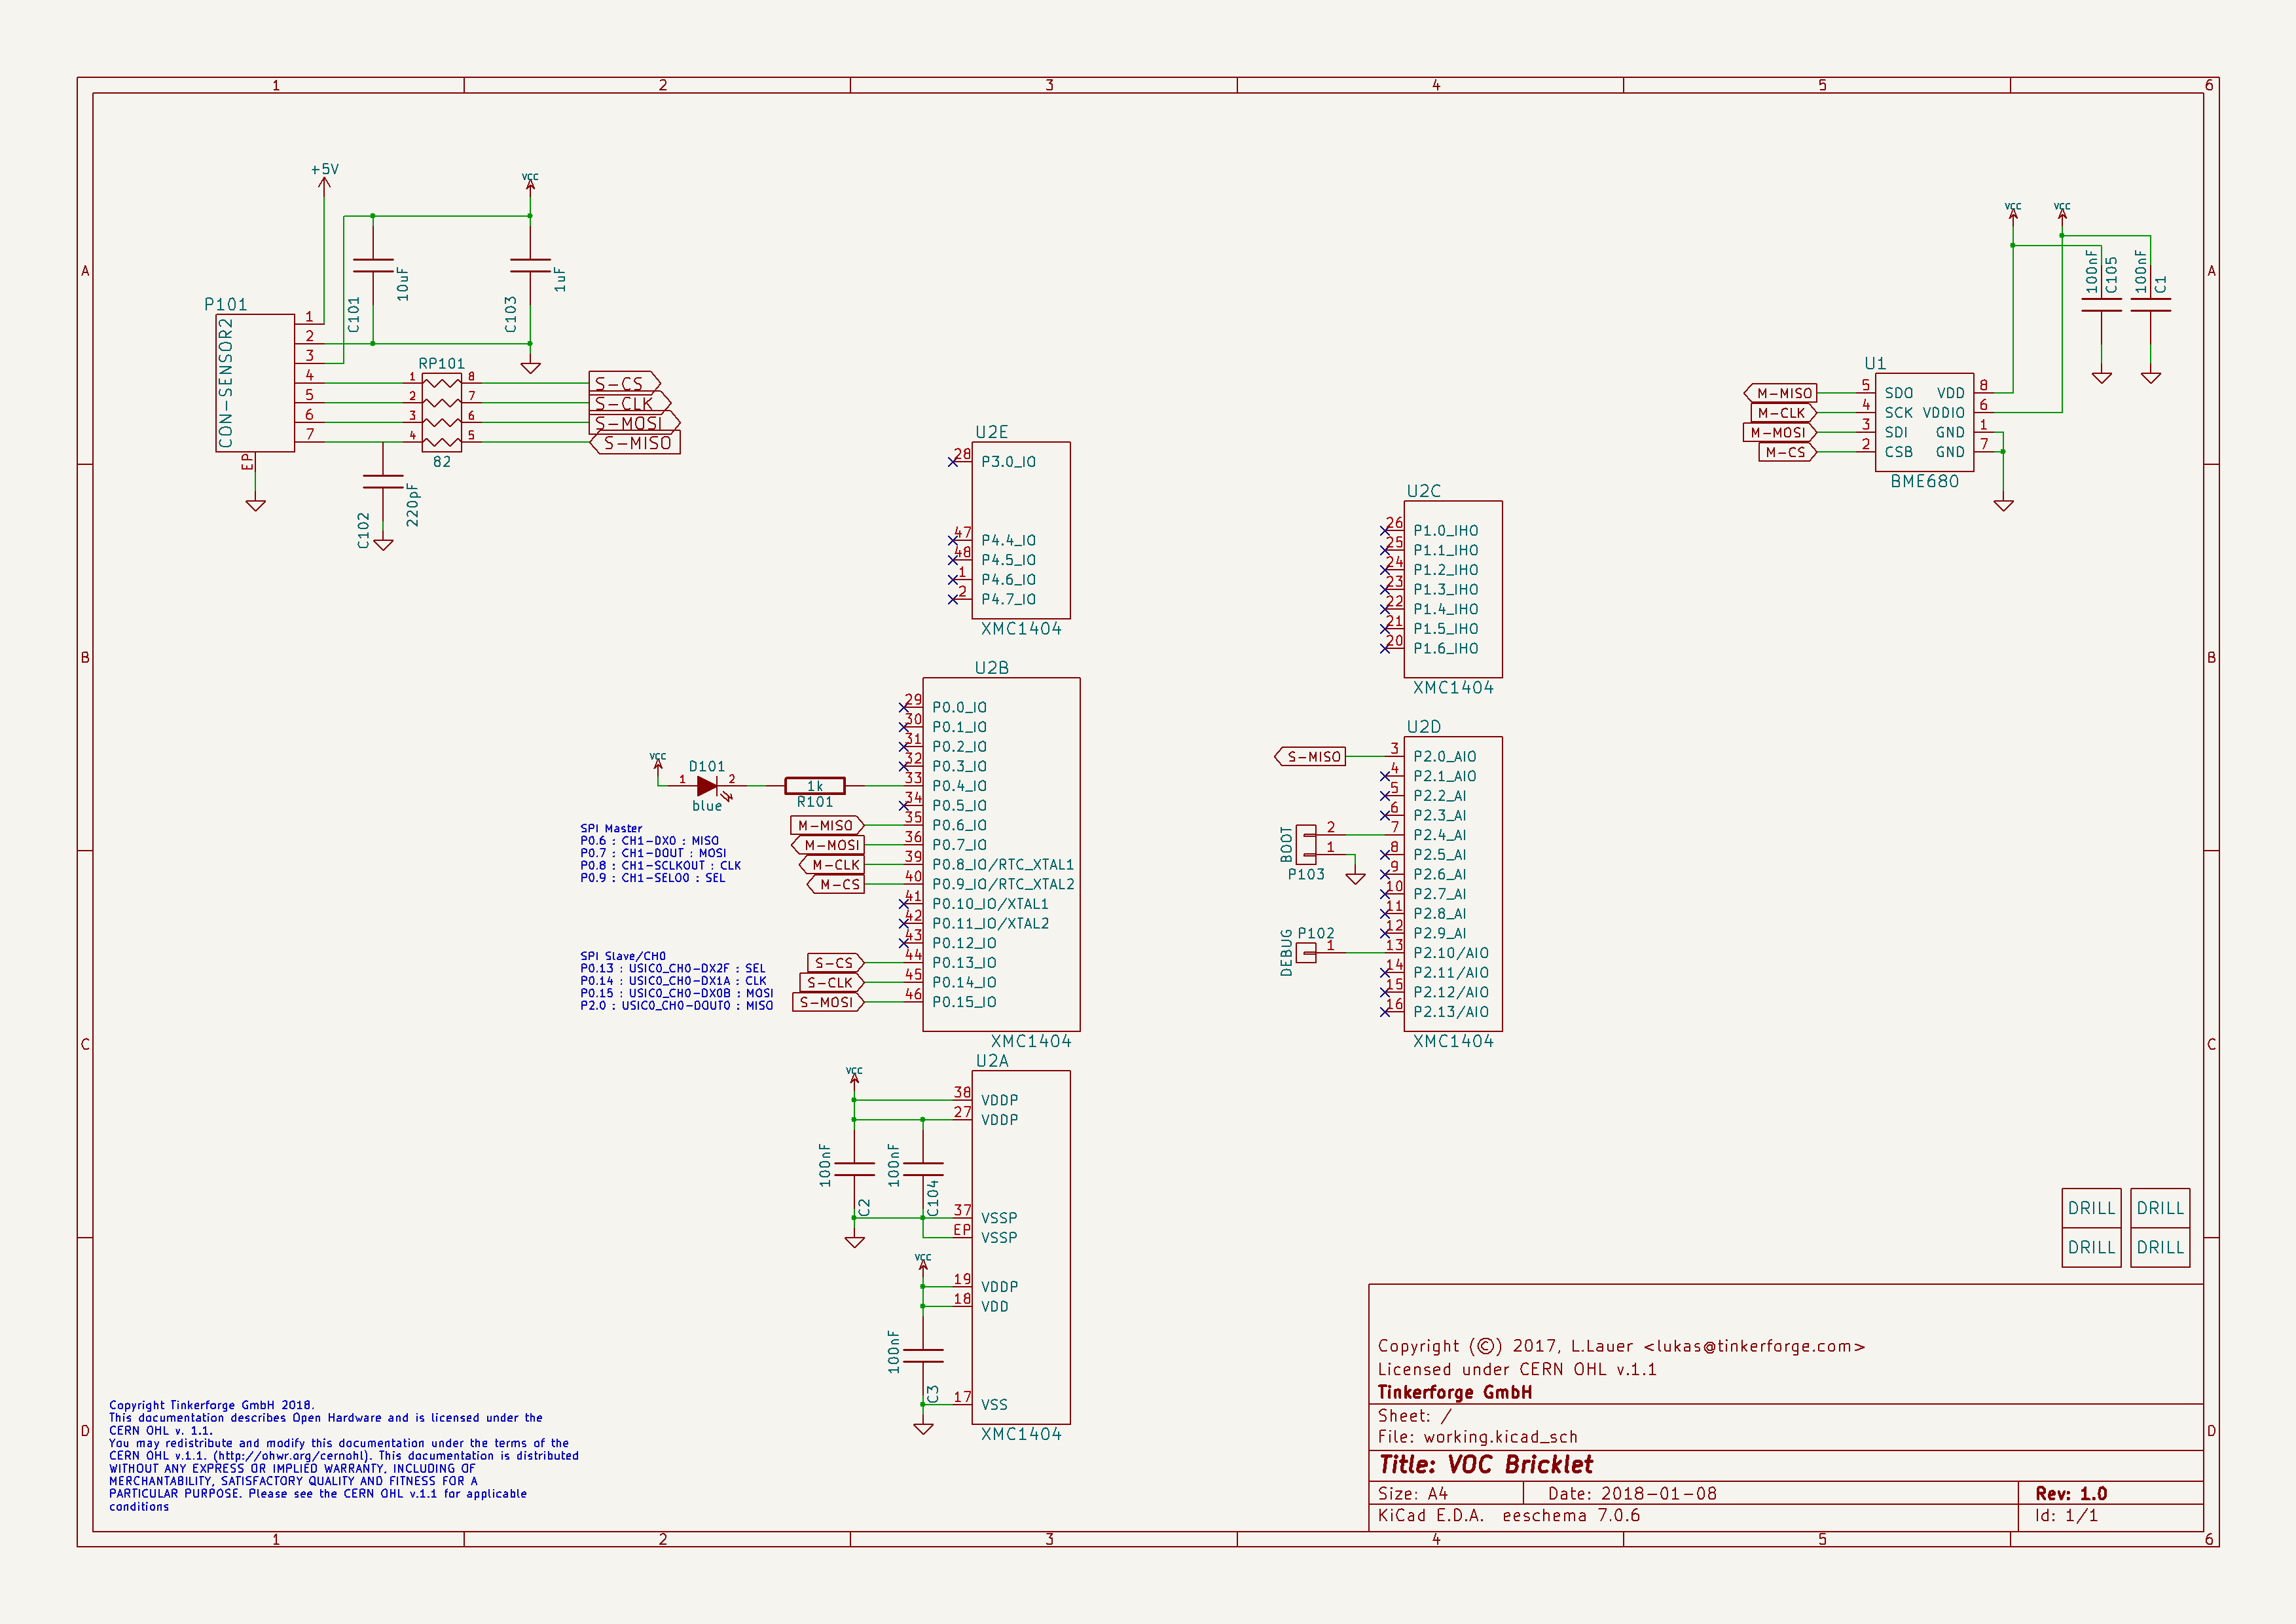 1 2 3 4 5 6
A
B
C
D
+5V
VCC
10uF
C101
1uF
C103
P101
CON-SENSOR2
1
2
3
4
5
6
7
EP
RP101
1 8
2 7
3 6
4 5
82
S-CS
S-CLK
S-MOSI
S-MISO
C102
220pF
VCC VCC
100nF
C105
100nF
C1
U1
M-MISO 5 SDO VDD 8
M-CLK 4 SCK VDDIO 6
M-MOSI 3 SDI GND 1
M-CS 2 CSB GND 7
BME680
U2E
28 P3.0_IO
47 P4.4_IO
48 P4.5_IO
1 P4.6_IO
2 P4.7_IO
XMC1404
U2C
26 P1.0_IHO
25 P1.1_IHO
24 P1.2_IHO
23 P1.3_IHO
22 P1.4_IHO
21 P1.5_IHO
20 P1.6_IHO
XMC1404
U2B
29 P0.0_IO
30 P0.1_IO
31 P0.2_IO
32 P0.3_IO
33 P0.4_IO
34 P0.5_IO
M-MISO 35 P0.6_IO
M-MOSI 36 P0.7_IO
M-CLK 39 P0.8_IO/RTC_XTAL1
M-CS 40 P0.9_IO/RTC_XTAL2
41 P0.10_IO/XTAL1
42 P0.11_IO/XTAL2
43 P0.12_IO
S-CS 44 P0.13_IO
S-CLK 45 P0.14_IO
S-MOSI 46 P0.15_IO
XMC1404
VCC
D101
1 2
blue
1k
R101
SPI Master
P0.6 : CH1-DX0 : MISO
P0.7 : CH1-DOUT : MOSI
P0.8 : CH1-SCLKOUT : CLK
P0.9 : CH1-SELO0 : SEL
SPI Slave/CH0
P0.13 : USIC0_CH0-DX2F : SEL
P0.14 : USIC0_CH0-DX1A : CLK
P0.15 : USIC0_CH0-DX0B : MOSI
P2.0 : USIC0_CH0-DOUT0 : MISO
U2D
S-MISO 3 P2.0_AIO
4 P2.1_AIO
5 P2.2_AI
6 P2.3_AI
7 P2.4_AI
8 P2.5_AI
9 P2.6_AI
10 P2.7_AI
11 P2.8_AI
12 P2.9_AI
13 P2.10/AIO
14 P2.11/AIO
15 P2.12/AIO
16 P2.13/AIO
XMC1404
BOOT
2
1
P103
DEBUG
P102
1
U2A
VCC
38 VDDP
27 VDDP
100nF
C2
100nF
C104
37 VSSP
EP VSSP
VCC
19 VDDP
18 VDD
100nF
C3
17 VSS
XMC1404
DRILL DRILL
DRILL DRILL
Copyright Tinkerforge GmbH 2018.
This documentation describes Open Hardware and is licensed under the
CERN OHL v. 1.1.
You may redistribute and modify this documentation under the terms of the
CERN OHL v.1.1. (http://ohwr.org/cernohl). This documentation is distributed
WITHOUT ANY EXPRESS OR IMPLIED WARRANTY, INCLUDING OF
MERCHANTABILITY, SATISFACTORY QUALITY AND FITNESS FOR A
PARTICULAR PURPOSE. Please see the CERN OHL v.1.1 for applicable
conditions
Copyright (©) 2017, L.Lauer <lukas@tinkerforge.com>
Licensed under CERN OHL v.1.1
Tinkerforge GmbH
Sheet: /
File: working.kicad_sch
Title: VOC Bricklet
Size: A4 Date: 2018-01-08 Rev: 1.0
KiCad E.D.A. eeschema 7.0.6 Id: 1/1
A
B
C
D
1 2 3 4 5 6